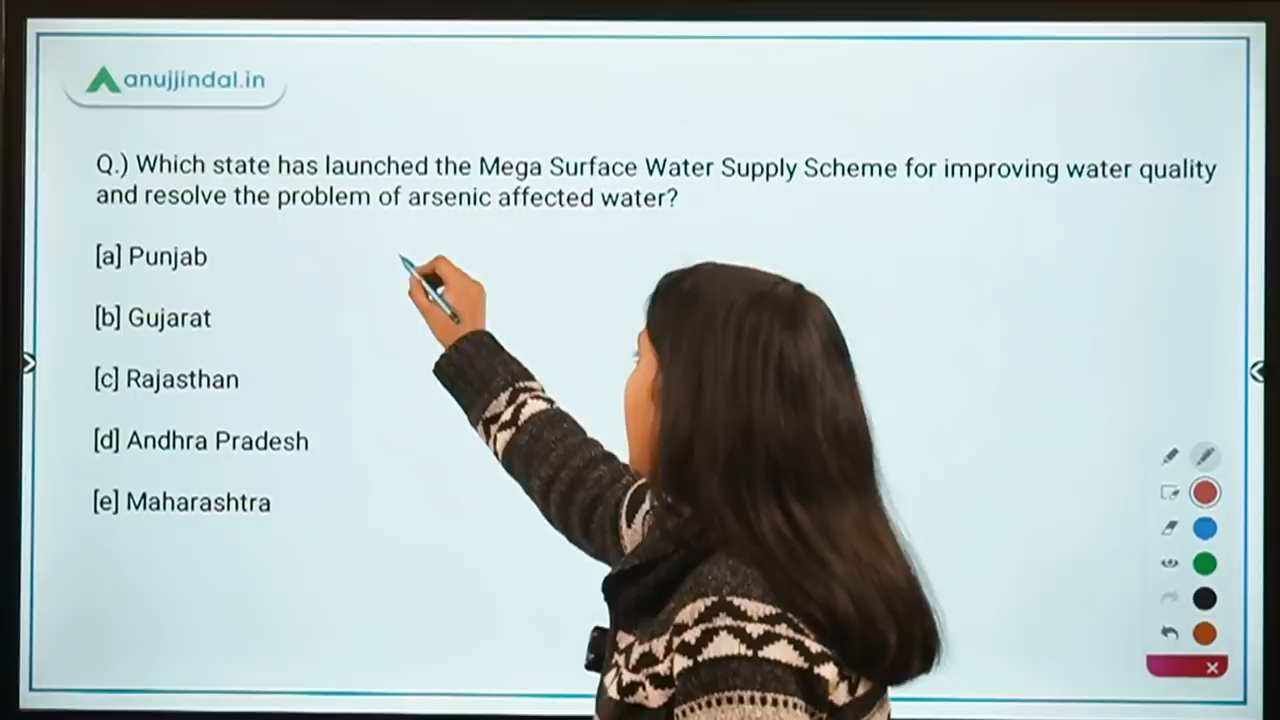 anujjindal.in
Q.) Which state has launched the Mega Surface Water Supply Scheme for improving water quality
and resolve the problem of arsenic affected water?
[a] Punjab
[b] Gujarat
[c] Rajasthan
[d] Andhra Pradesh
[e] Maharashtra